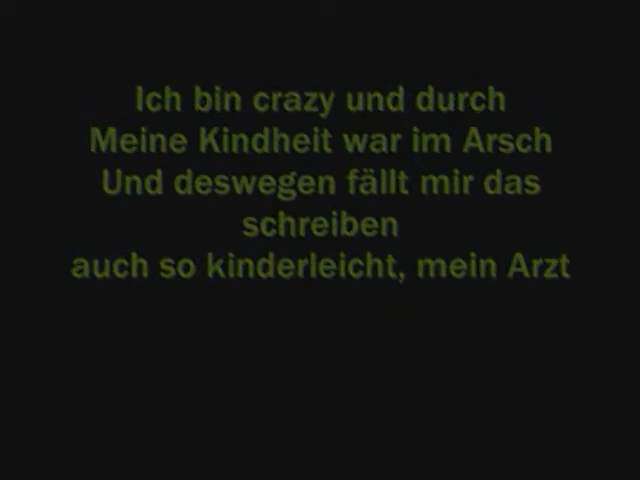 Ich bin crazy und durch
Meine Kindheit war im Arsch
Und deswegen fällt mir das
schreiben
auch so kinderleicht, mein Arzt